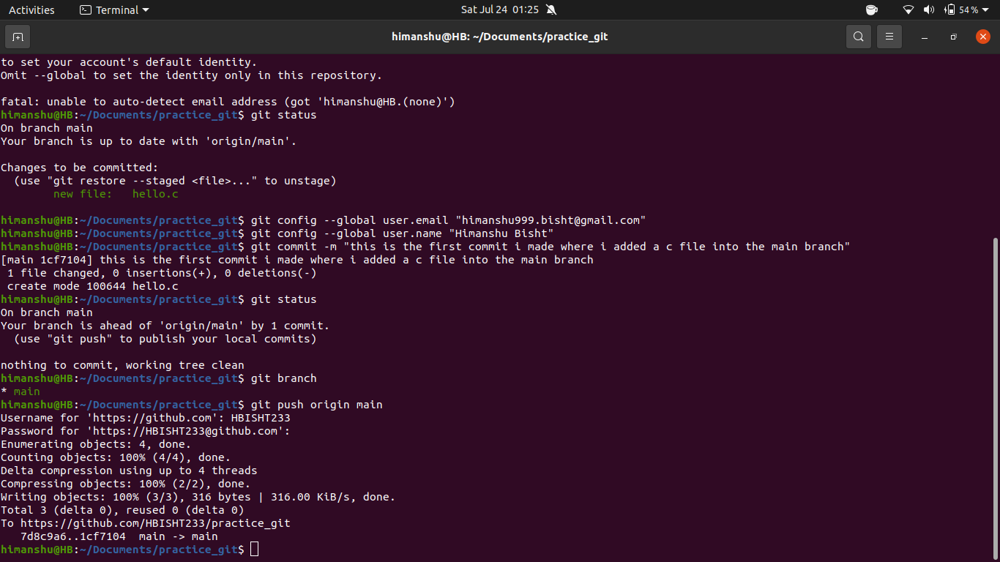 Activities Terminal Sat Jul 24 01:25 54 %
himanshu@HB: ~/Documents/practice_git
to set your account's default identity.
Omit --global to set the identity only in this repository.
fatal: unable to auto-detect email address (got 'himanshu@HB.(none)')
himanshu@HB:~/Documents/practice_git$ git status
On branch main
Your branch is up to date with 'origin/main'.
Changes to be committed:
  (use "git restore --staged <file>..." to unstage)
        new file:   hello.c
himanshu@HB:~/Documents/practice_git$ git config --global user.email "himanshu999.bisht@gmail.com"
himanshu@HB:~/Documents/practice_git$ git config --global user.name "Himanshu Bisht"
himanshu@HB:~/Documents/practice_git$ git commit -m "this is the first commit i made where i added a c file into the main branch"
[main 1cf7104] this is the first commit i made where i added a c file into the main branch
 1 file changed, 0 insertions(+), 0 deletions(-)
 create mode 100644 hello.c
himanshu@HB:~/Documents/practice_git$ git status
On branch main
Your branch is ahead of 'origin/main' by 1 commit.
  (use "git push" to publish your local commits)
nothing to commit, working tree clean
himanshu@HB:~/Documents/practice_git$ git branch
* main
himanshu@HB:~/Documents/practice_git$ git push origin main
Username for 'https://github.com': HBISHT233
Password for 'https://HBISHT233@github.com':
Enumerating objects: 4, done.
Counting objects: 100% (4/4), done.
Delta compression using up to 4 threads
Compressing objects: 100% (2/2), done.
Writing objects: 100% (3/3), 316 bytes | 316.00 KiB/s, done.
Total 3 (delta 0), reused 0 (delta 0)
To https://github.com/HBISHT233/practice_git
   7d8c9a6..1cf7104  main -> main
himanshu@HB:~/Documents/practice_git$